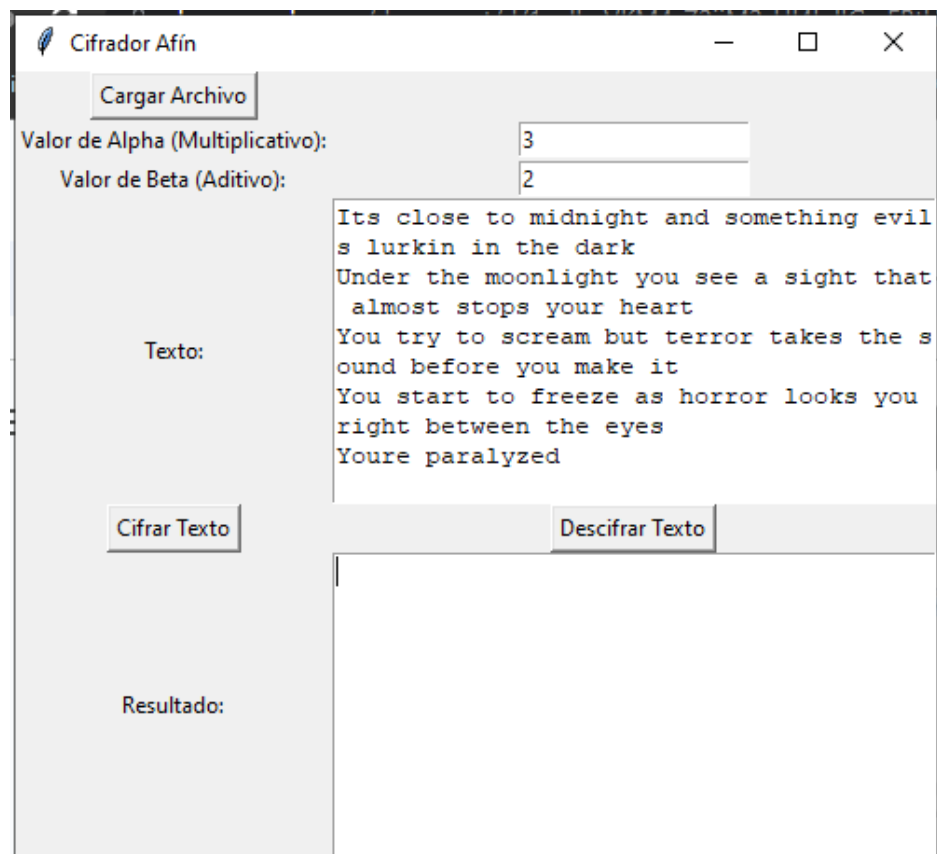 Cifrador Afín
Cargar Archivo
Valor de Alpha (Multiplicativo): 3
Valor de Beta (Aditivo): 2
Texto:
Its close to midnight and something evil
s lurkin in the dark
Under the moonlight you see a sight that
almost stops your heart
You try to scream but terror takes the s
ound before you make it
You start to freeze as horror looks you
right between the eyes
Youre paralyzed
Cifrar Texto
Descifrar Texto
Resultado: